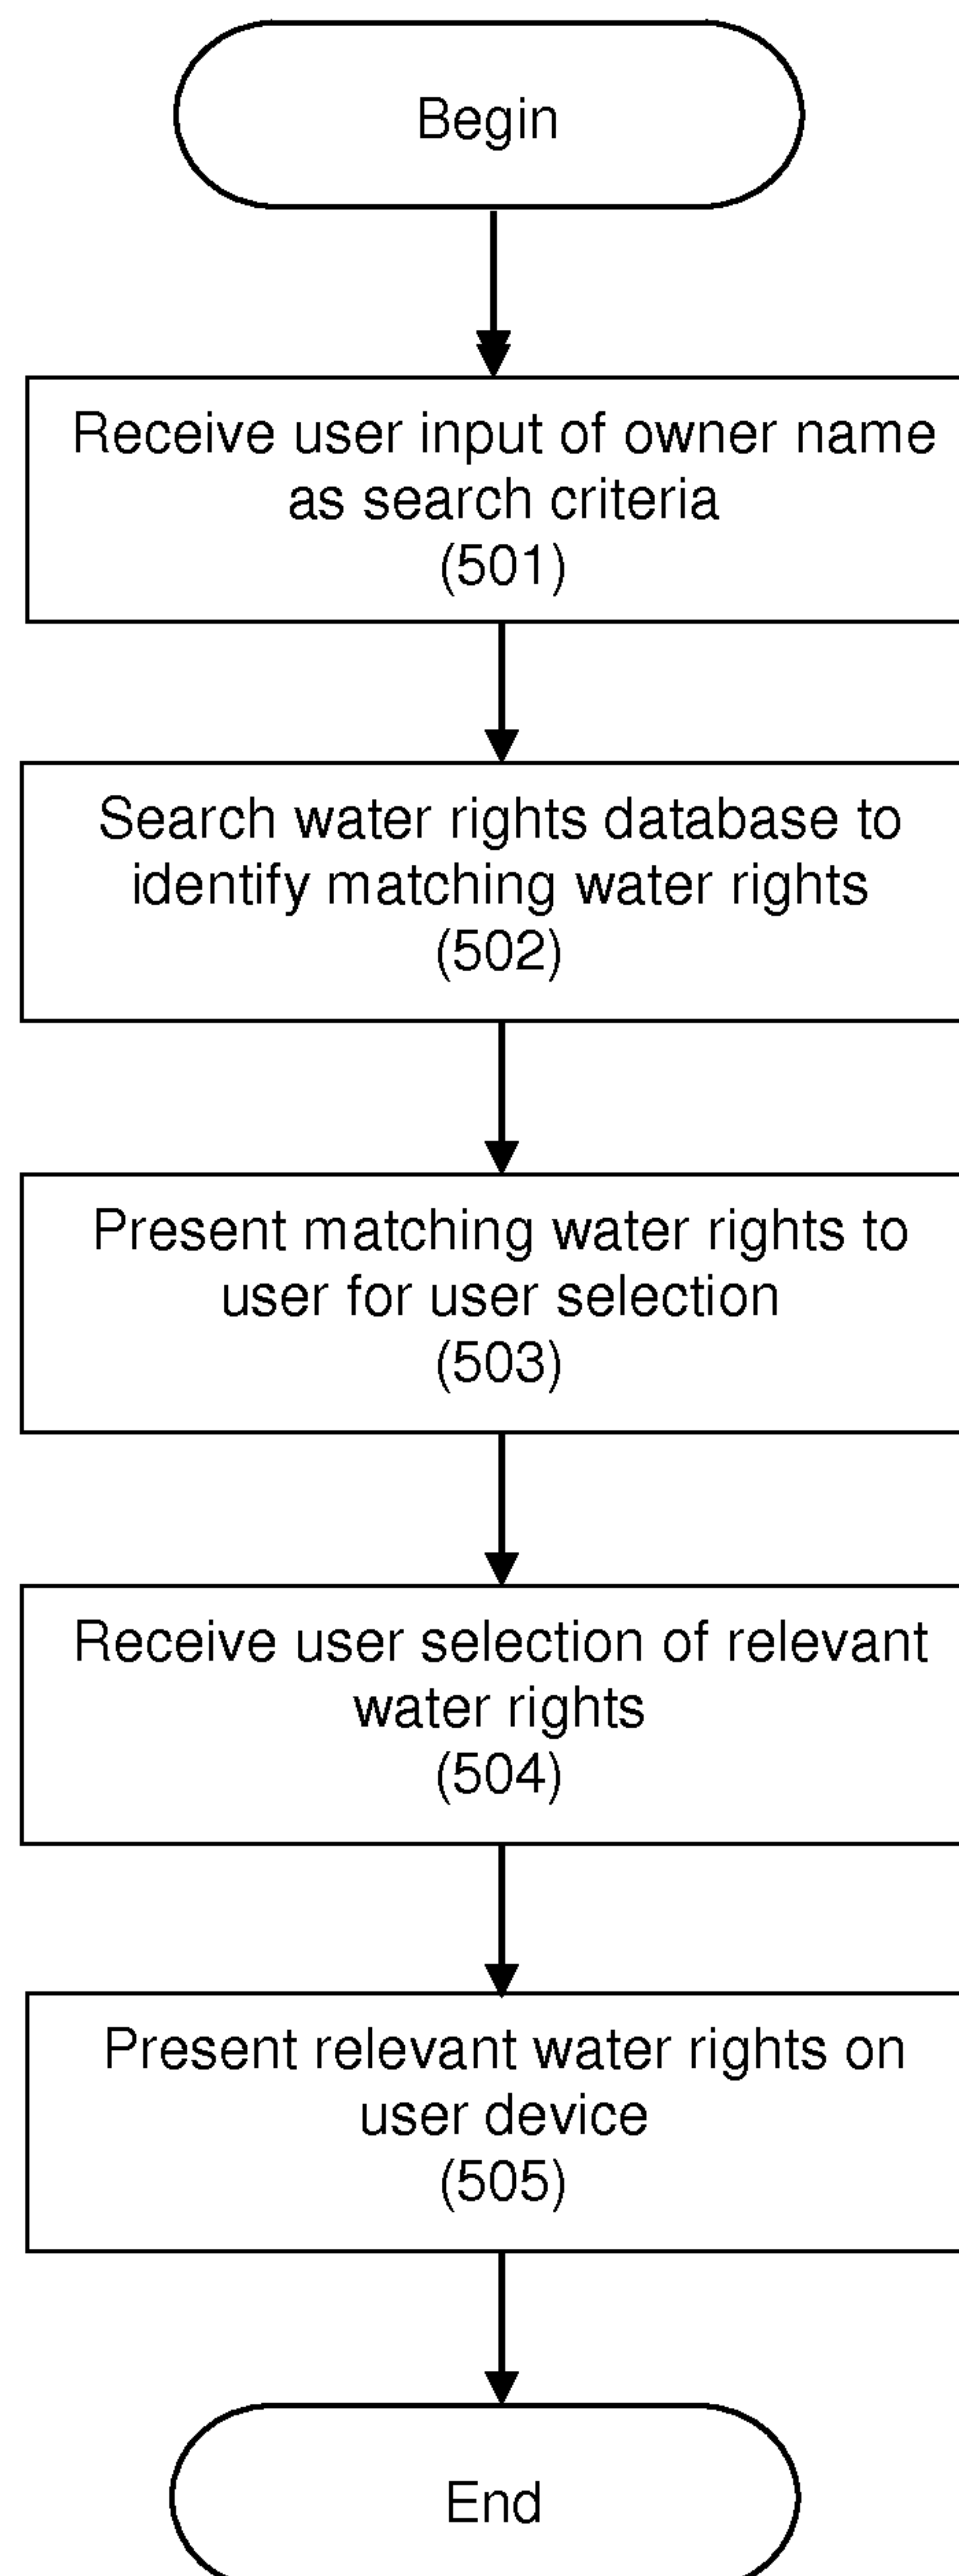 Begin
Receive user input of owner name
as search criteria
(501)
Search water rights database to
identify matching water rights
(502)
Present matching water rights to
user for user selection
(503)
Receive user selection of relevant
water rights
(504)
Present relevant water rights on
user device
(505)
End